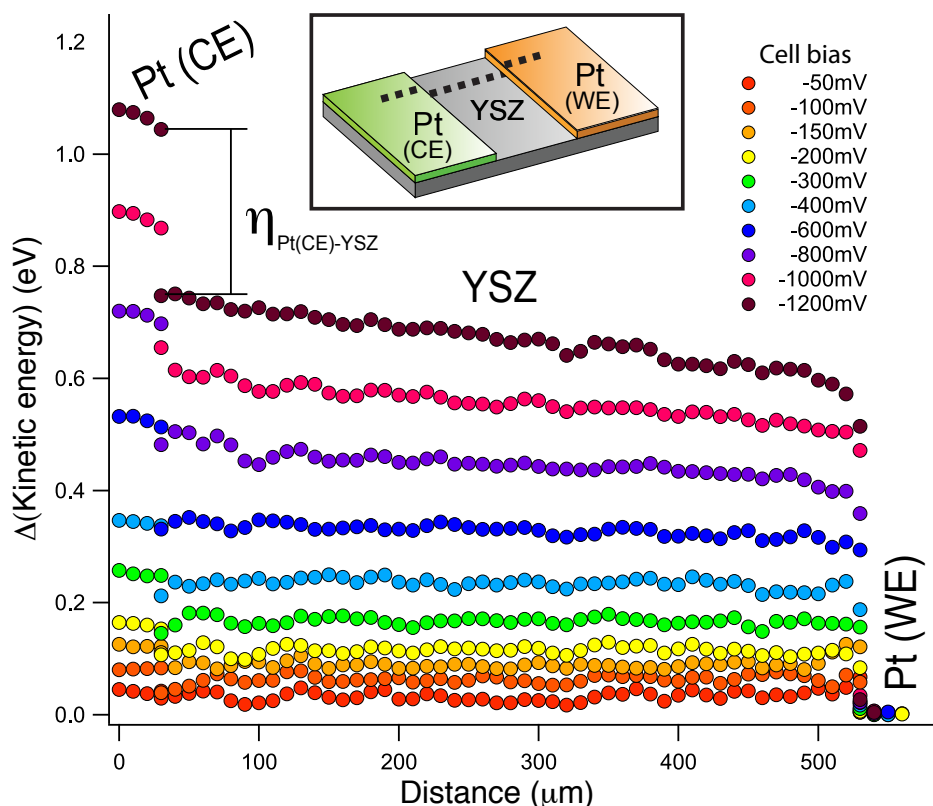 1.2
1.0
0.8
0.6
0.4
0.2
0.0
Δ(Kinetic energy) (eV)
Pt (CE)
ηPt(CE)-YSZ
YSZ
Pt
(CE)
YSZ
Pt
(WE)
Cell bias
-50mV
-100mV
-150mV
-200mV
-300mV
-400mV
-600mV
-800mV
-1000mV
-1200mV
Pt (WE)
0
100
200
300
400
500
Distance (μm)